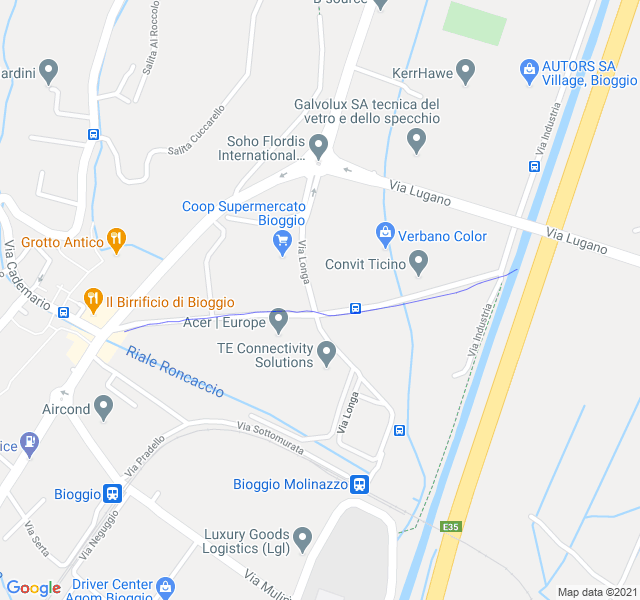 B source
Salita Al Roccolo
ardini
KerrHawe
AUTORS SA
Village, Bioggio
Galvolux SA tecnica del
vetro e dello specchio
Via Industria
Salita Cuccarello
Soho Flordis
International...
Via Lugano
Coop Supermercato
Bioggio
Grotto Antico
Verbano Color
Via Lugano
Via Longa
Convit Ticino
Via Cademario
Il Birrificio di Bioggio
Acer | Europe
Via Industria
TE Connectivity
Solutions
Riale Roncaccio
Aircond
Via Longa
Via Sottomurata
ice
Via Pradello
Bioggio Molinazzo
Bioggio
E35
Via Serta
Via Neguggio
Luxury Goods
Logistics (Lgl)
Via Mulini
Driver Center
Agom Bioggio
Google
Map data ©2021